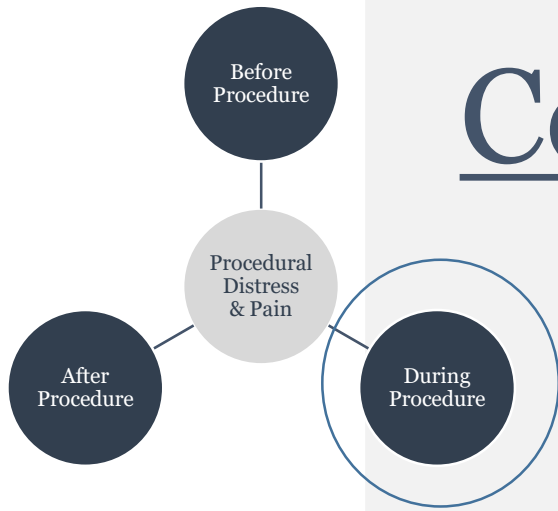 Before
Procedure
Procedural
Distress
& Pain
After
Procedure
During
Procedure